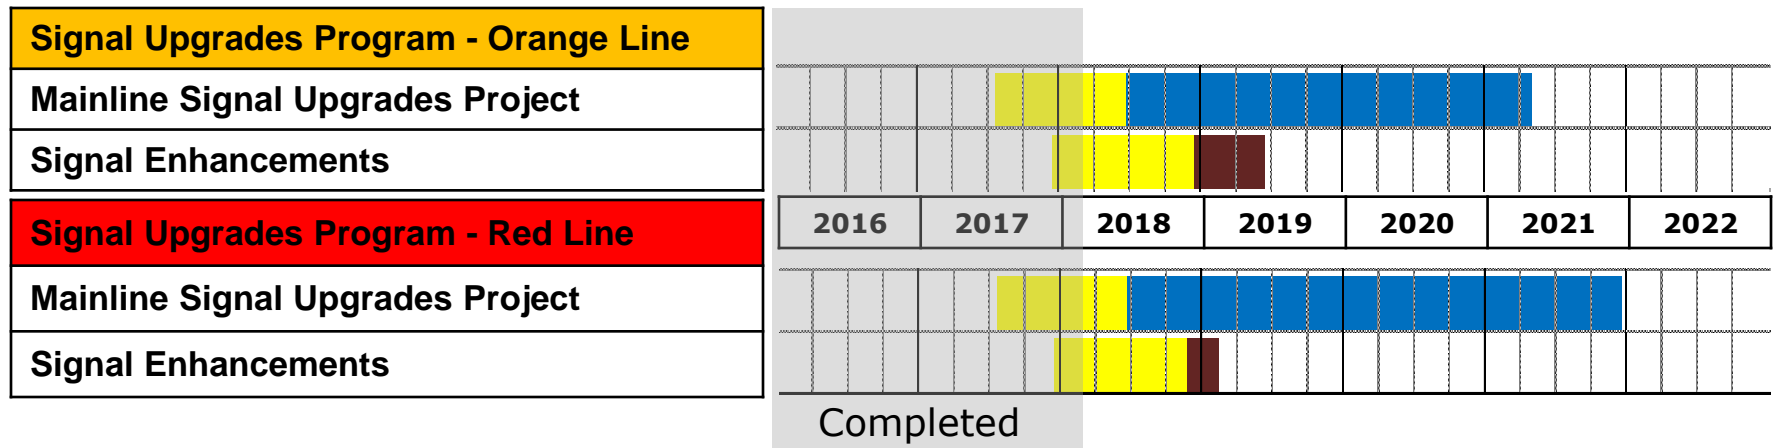 Signal Upgrades Program - Orange Line
Mainline Signal Upgrades Project
Signal Enhancements
2016 2017 2018 2019 2020 2021 2022
Signal Upgrades Program - Red Line
Mainline Signal Upgrades Project
Signal Enhancements
Completed